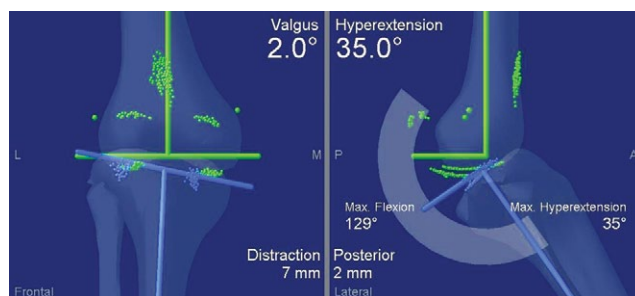 Valgus
2.0°
L
M
Distraction
7 mm
Frontal
Hyperextension
35.0°
P
A
Max. Flexion
129°
Max. Hyperextension
35°
Posterior
2 mm
Lateral